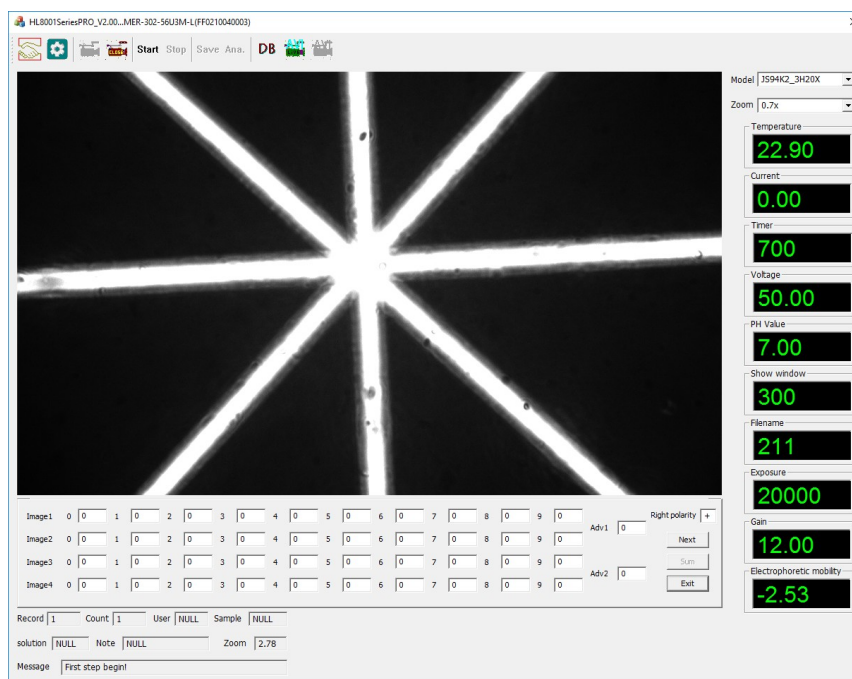 HL8001SeriesPRO_V2.00...MER-302-56U3M-L(FF0210040003)
CLOSE Start Stop Save Ana. DB
Model JS94K2_3H20X
Zoom 0.7x
Temperature
22.90
Current
0.00
Timer
700
Voltage
50.00
PH Value
7.00
Show window
300
Filename
211
Exposure
20000
Gain
12.00
Electrophoretic mobility
-2.53
Image1 0 0 1 0 2 0 3 0 4 0 5 0 6 0 7 0 8 0 9 0
Image2 0 0 1 0 2 0 3 0 4 0 5 0 6 0 7 0 8 0 9 0
Image3 0 0 1 0 2 0 3 0 4 0 5 0 6 0 7 0 8 0 9 0
Image4 0 0 1 0 2 0 3 0 4 0 5 0 6 0 7 0 8 0 9 0
Adv1 0
Adv2 0
Right polarity +
Next
Sum
Exit
Record 1 Count 1 User NULL Sample NULL
solution NULL Note NULL Zoom 2.78
Message First step begin!